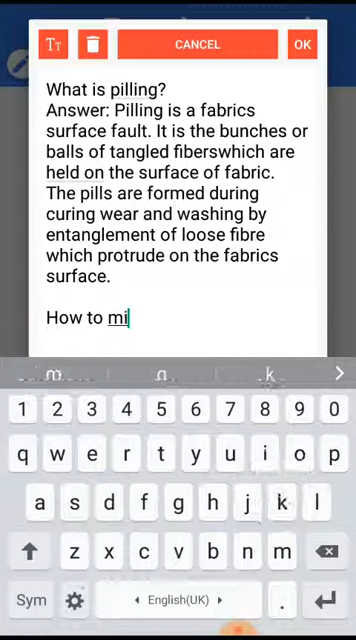 TT CANCEL OK
What is pilling?
Answer: Pilling is a fabrics
surface fault. It is the bunches or
balls of tangled fiberswhich are
held on the surface of fabric.
The pills are formed during
curing wear and washing by
entanglement of loose fibre
which protrude on the fabrics
surface.
How to mi
1 2 3 4 5 6 7 8 9 0
q w e r t y u i o p
a s d f g h j k l
z x c v b n m
Sym English(UK) .